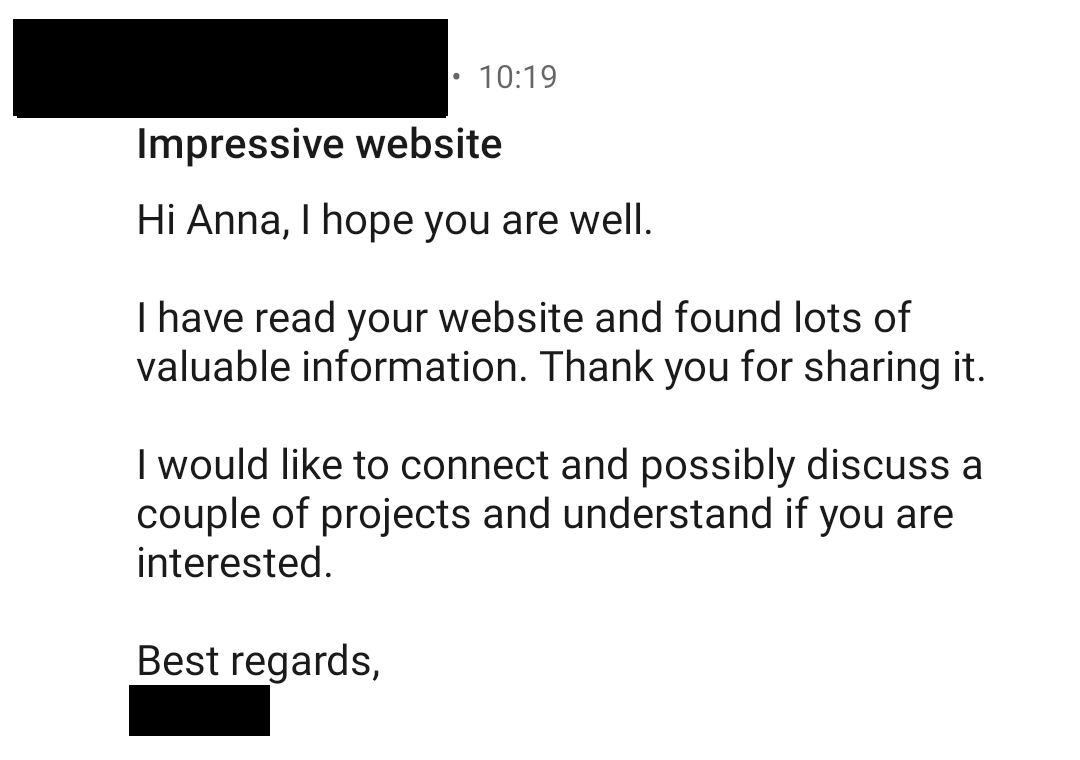 • 10:19
Impressive website
Hi Anna, I hope you are well.
I have read your website and found lots of
valuable information. Thank you for sharing it.
I would like to connect and possibly discuss a
couple of projects and understand if you are
interested.
Best regards,